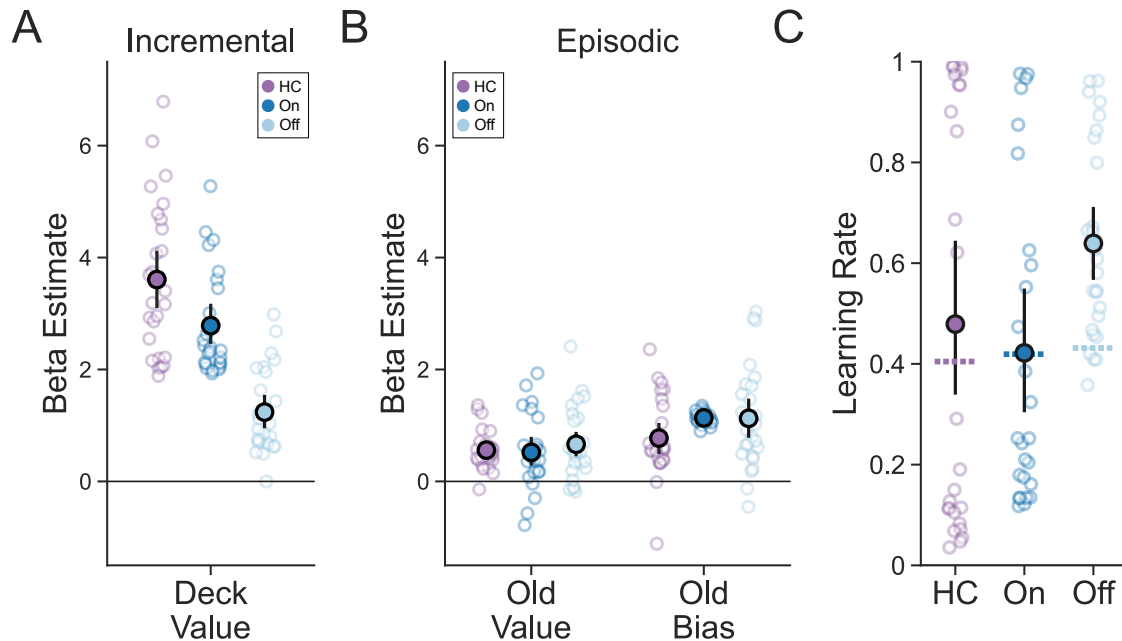 A
Incremental
HC
On
Off
6
4
2
0
Beta Estimate
Deck
Value
B
Episodic
HC
On
Off
6
4
2
0
Beta Estimate
Old
Value
Old
Bias
C
1
0.8
0.6
0.4
0.2
0
Learning Rate
HC
On
Off